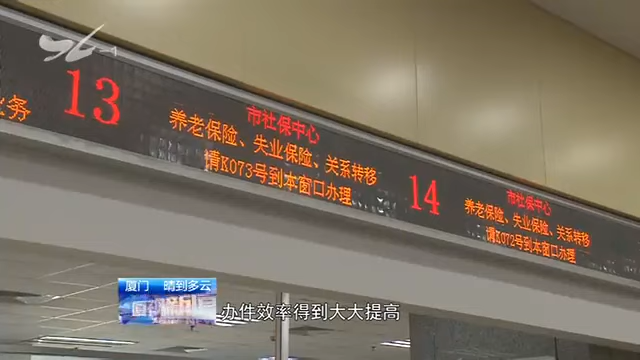 业务
13
市社保中心
养老保险、失业保险、关系转移
请K073号到本窗口办理
14
市社保中心
养老保险、失业保险、关系转移
请K072号到本窗口办理
厦门 晴到多云
办件效率得到大大提高